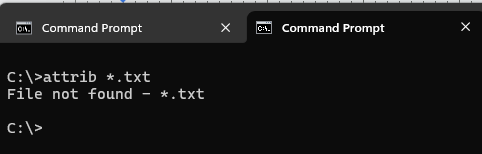 Command Prompt
Command Prompt
C:\>attrib *.txt
File not found - *.txt
C:\>